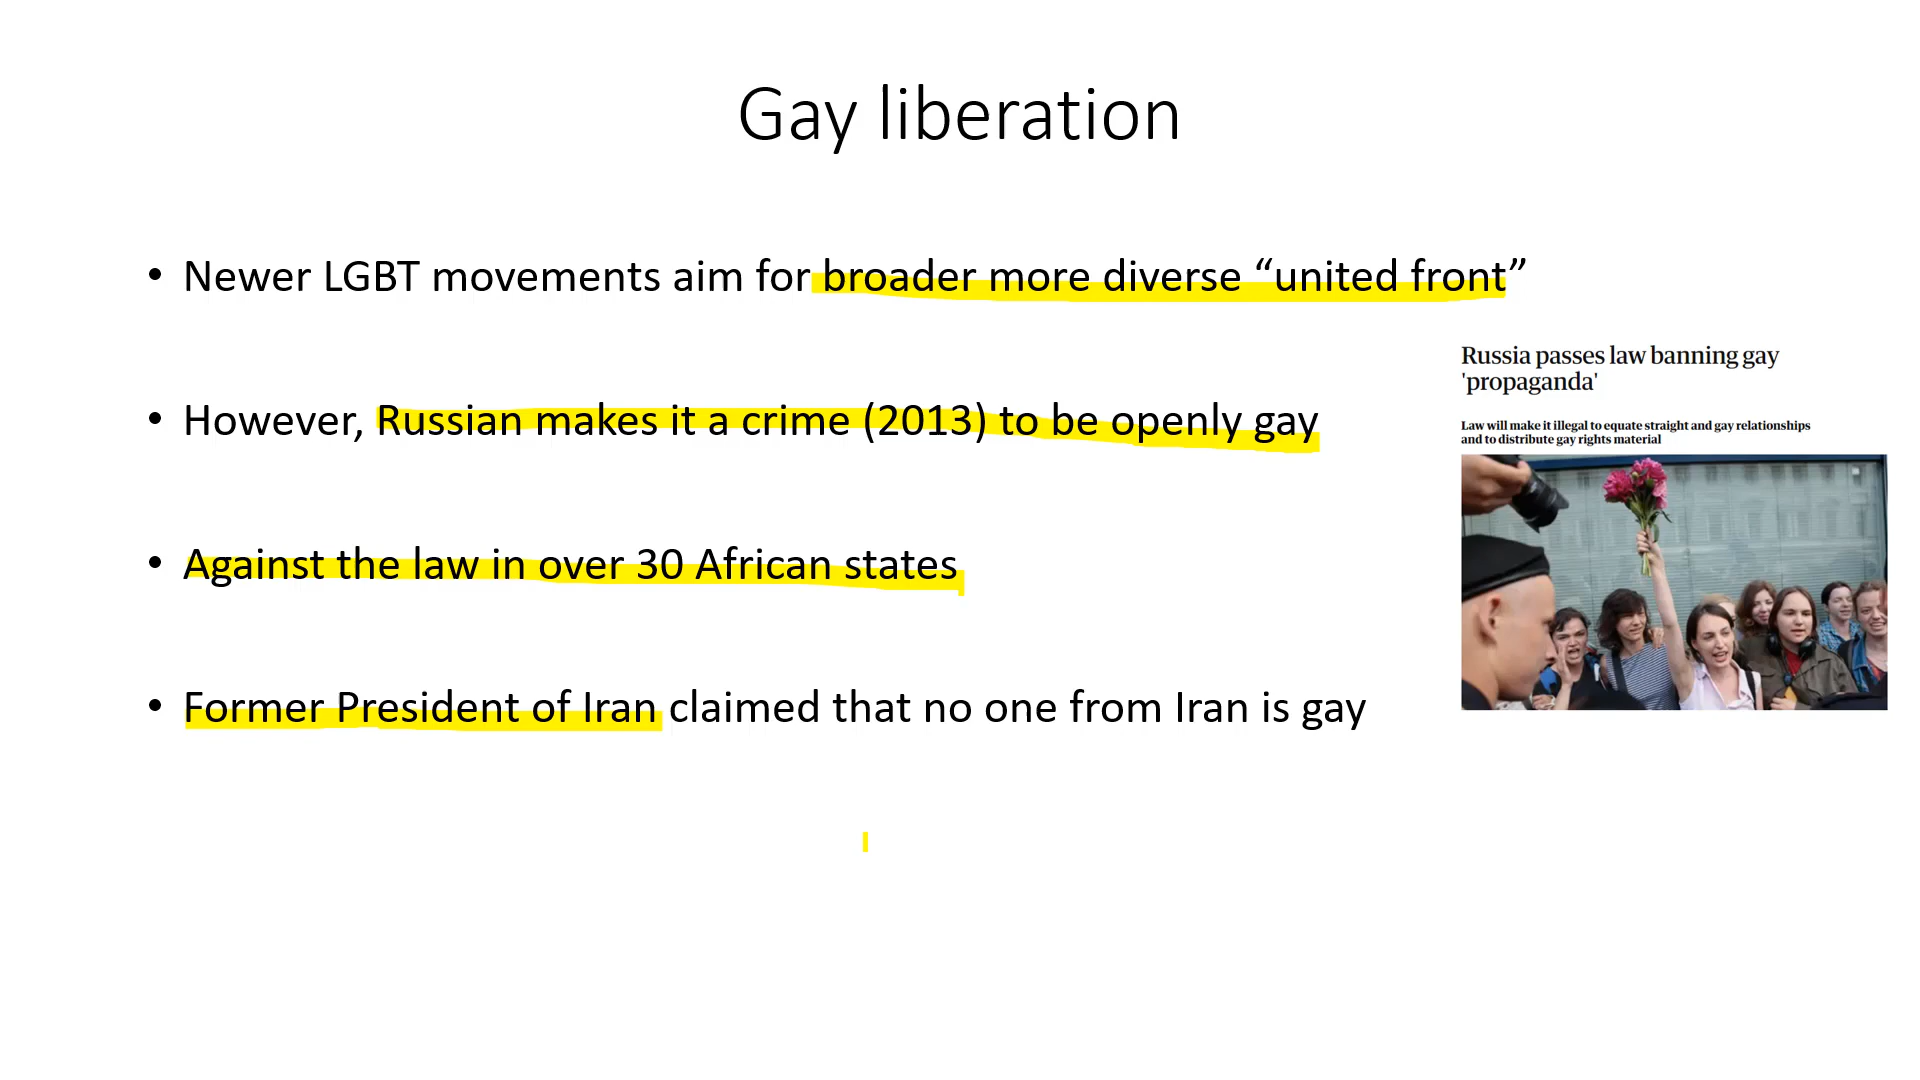 Gay liberation
• Newer LGBT movements aim for broader more diverse “united front”
• However, Russian makes it a crime (2013) to be openly gay
• Against the law in over 30 African states
• Former President of Iran claimed that no one from Iran is gay
Russia passes law banning gay
'propaganda'
Law will make it illegal to equate straight and gay relationships
and to distribute gay rights material